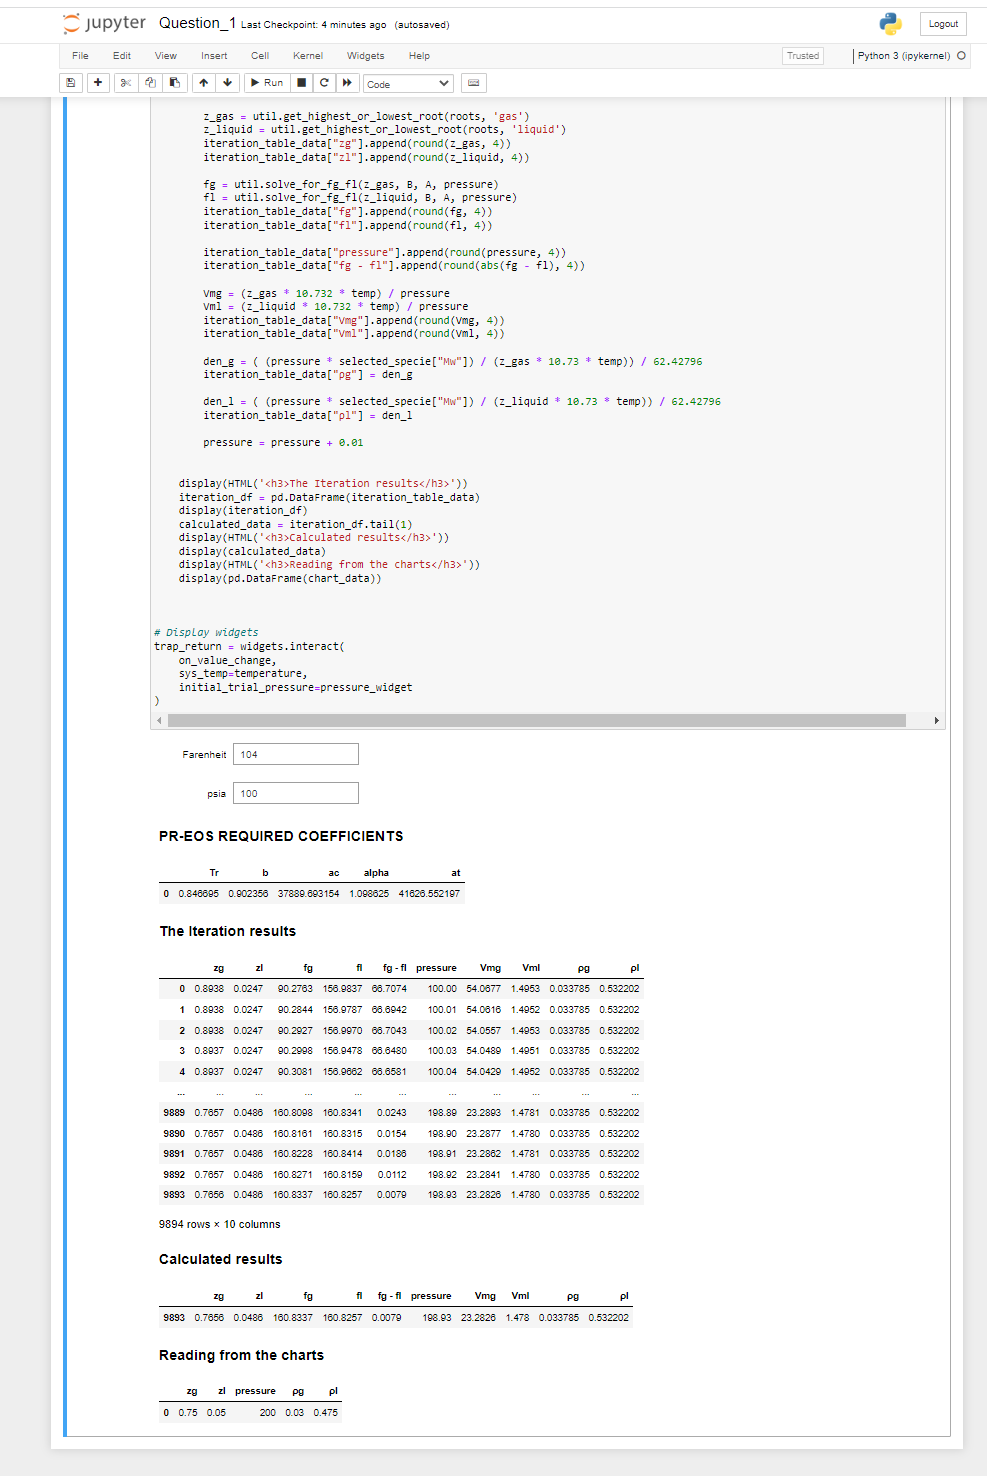 jupyter Question_1 Last Checkpoint: 4 minutes ago (autosaved)
Logout
File Edit View Insert Cell Kernel Widgets Help
Trusted
Python 3 (ipykernel)
Run
Code
z_gas = util.get_highest_or_lowest_root(roots, 'gas')
z_liquid = util.get_highest_or_lowest_root(roots, 'liquid')
iteration_table_data["zg"].append(round(z_gas, 4))
iteration_table_data["zl"].append(round(z_liquid, 4))
fg = util.solve_for_fg_fl(z_gas, B, A, pressure)
fl = util.solve_for_fg_fl(z_liquid, B, A, pressure)
iteration_table_data["fg"].append(round(fg, 4))
iteration_table_data["fl"].append(round(fl, 4))
iteration_table_data["pressure"].append(round(pressure, 4))
iteration_table_data["fg - fl"].append(round(abs(fg - fl), 4))
Vmg = (z_gas * 10.732 * temp) / pressure
Vml = (z_liquid * 10.732 * temp) / pressure
iteration_table_data["Vmg"].append(round(Vmg, 4))
iteration_table_data["Vml"].append(round(Vml, 4))
den_g = ( (pressure * selected_specie["Mw"]) / (z_gas * 10.73 * temp)) / 62.42796
iteration_table_data["ρg"] = den_g
den_l = ( (pressure * selected_specie["Mw"]) / (z_liquid * 10.73 * temp)) / 62.42796
iteration_table_data["ρl"] = den_l
pressure = pressure + 0.01
display(HTML('<h3>The Iteration results</h3>'))
iteration_df = pd.DataFrame(iteration_table_data)
display(iteration_df)
calculated_data = iteration_df.tail(1)
display(HTML('<h3>Calculated results</h3>'))
display(calculated_data)
display(HTML('<h3>Reading from the charts</h3>'))
display(pd.DataFrame(chart_data))
# Display widgets
trap_return = widgets.interact(
on_value_change,
sys_temp=temperature,
initial_trial_pressure=pressure_widget
)
Farenheit 104
psia 100
PR-EOS REQUIRED COEFFICIENTS
Tr b ac alpha at
0 0.846695 0.902356 37889.693154 1.098625 41626.552197
The Iteration results
zg zl fg fl fg - fl pressure Vmg Vml ρg ρl
0 0.8938 0.0247 90.2763 156.9837 66.7074 100.00 54.0677 1.4953 0.033785 0.532202
1 0.8938 0.0247 90.2844 156.9787 66.6942 100.01 54.0616 1.4952 0.033785 0.532202
2 0.8938 0.0247 90.2927 156.9970 66.7043 100.02 54.0557 1.4953 0.033785 0.532202
3 0.8937 0.0247 90.2998 156.9478 66.6480 100.03 54.0489 1.4951 0.033785 0.532202
4 0.8937 0.0247 90.3081 156.9662 66.6581 100.04 54.0429 1.4952 0.033785 0.532202
... ... ... ... ... ... ... ... ... ... ...
9889 0.7657 0.0486 160.8098 160.8341 0.0243 198.89 23.2893 1.4781 0.033785 0.532202
9890 0.7657 0.0486 160.8161 160.8315 0.0154 198.90 23.2877 1.4780 0.033785 0.532202
9891 0.7657 0.0486 160.8228 160.8414 0.0186 198.91 23.2862 1.4781 0.033785 0.532202
9892 0.7657 0.0486 160.8271 160.8159 0.0112 198.92 23.2841 1.4780 0.033785 0.532202
9893 0.7656 0.0486 160.8337 160.8257 0.0079 198.93 23.2826 1.4780 0.033785 0.532202
9894 rows × 10 columns
Calculated results
zg zl fg fl fg - fl pressure Vmg Vml ρg ρl
9893 0.7656 0.0486 160.8337 160.8257 0.0079 198.93 23.2826 1.478 0.033785 0.532202
Reading from the charts
zg zl pressure ρg ρl
0 0.75 0.05 200 0.03 0.475